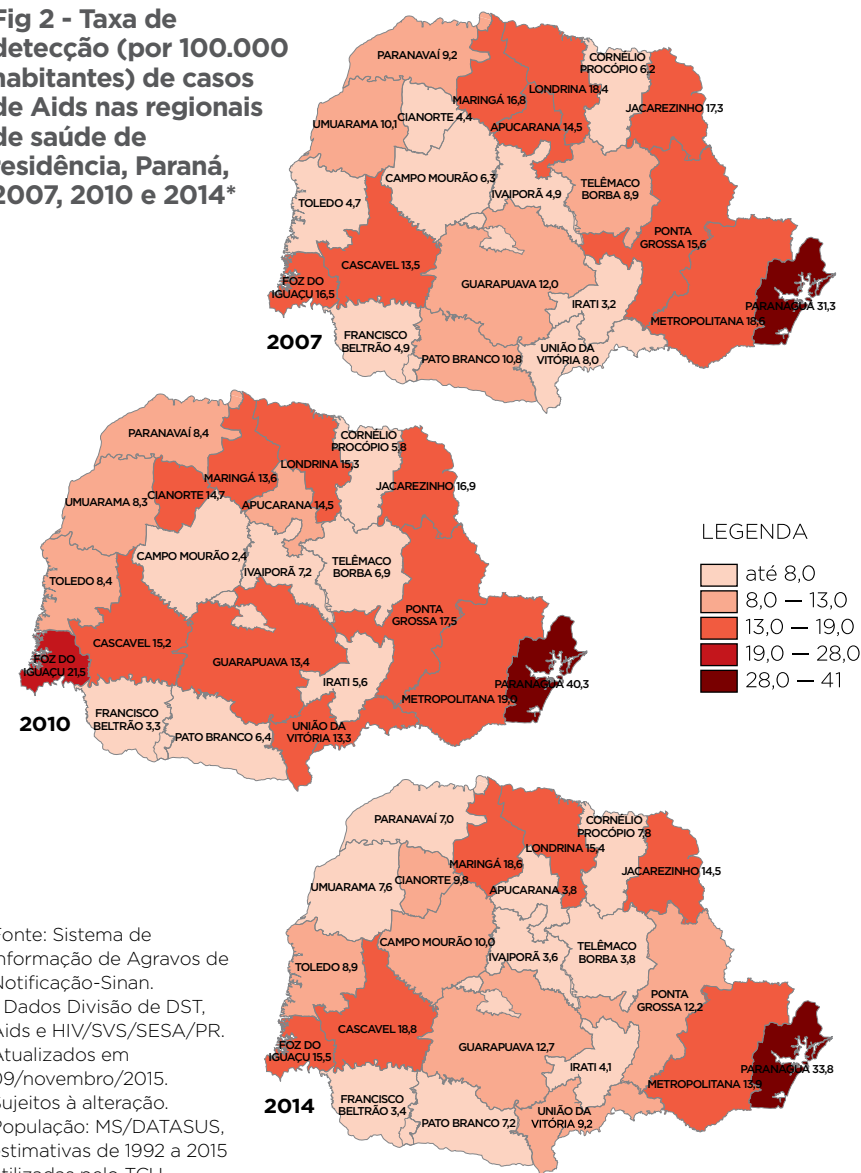 Fig 2 - Taxa de
detecção (por 100.000
habitantes) de casos
de Aids nas regionais
de saúde de
residência, Paraná,
2007, 2010 e 2014*
PARANAVAÍ 9,2
CORNÉLIO
PROCÓPIO 6,2
LONDRINA 18,4
MARINGÁ 16,8
JACAREZINHO 17,3
CIANORTE 4,4
UMUARAMA 10,1
APUCARANA 14,5
CAMPO MOURÃO 6,3
IVAIPORÃ 4,9
TELÊMACO
BORBA 8,9
TOLEDO 4,7
PONTA
GROSSA 15,6
CASCAVEL 13,5
FOZ DO
IGUAÇU 16,5
GUARAPUAVA 12,0
IRATI 3,2
PARANAGUÁ 31,3
METROPOLITANA 18,6
FRANCISCO
BELTRÃO 4,9
PATO BRANCO 10,8
UNIÃO DA
VITÓRIA 8,0
2007
PARANAVAÍ 8,4
CORNÉLIO
PROCÓPIO 5,8
LONDRINA 15,3
MARINGÁ 13,6
JACAREZINHO 16,9
CIANORTE 14,7
UMUARAMA 8,3
APUCARANA 14,5
CAMPO MOURÃO 2,4
IVAIPORÃ 7,2
TELÊMACO
BORBA 6,9
TOLEDO 8,4
PONTA
GROSSA 17,5
CASCAVEL 15,2
FOZ DO
IGUAÇU 21,5
GUARAPUAVA 13,4
IRATI 5,6
PARANAGUÁ 40,3
METROPOLITANA 19,0
FRANCISCO
BELTRÃO 3,3
PATO BRANCO 6,4
UNIÃO DA
VITÓRIA 13,3
2010
LEGENDA
até 8,0
8,0 — 13,0
13,0 — 19,0
19,0 — 28,0
28,0 — 41
PARANAVAÍ 7,0
CORNÉLIO
PROCÓPIO 7,8
LONDRINA 15,4
MARINGÁ 18,6
JACAREZINHO 14,5
CIANORTE 9,8
UMUARAMA 7,6
APUCARANA 3,8
CAMPO MOURÃO 10,0
IVAIPORÃ 3,6
TELÊMACO
BORBA 3,8
TOLEDO 8,9
PONTA
GROSSA 12,2
CASCAVEL 18,8
FOZ DO
IGUAÇU 15,5
GUARAPUAVA 12,7
IRATI 4,1
PARANAGUÁ 33,8
METROPOLITANA 13,9
FRANCISCO
BELTRÃO 3,4
PATO BRANCO 7,2
UNIÃO DA
VITÓRIA 9,2
2014
Fonte: Sistema de
Informação de Agravos de
Notificação-Sinan.
Dados Divisão de DST,
Aids e HIV/SVS/SESA/PR.
Atualizados em
09/novembro/2015.
Sujeitos à alteração.
População: MS/DATASUS,
estimativas de 1992 a 2015